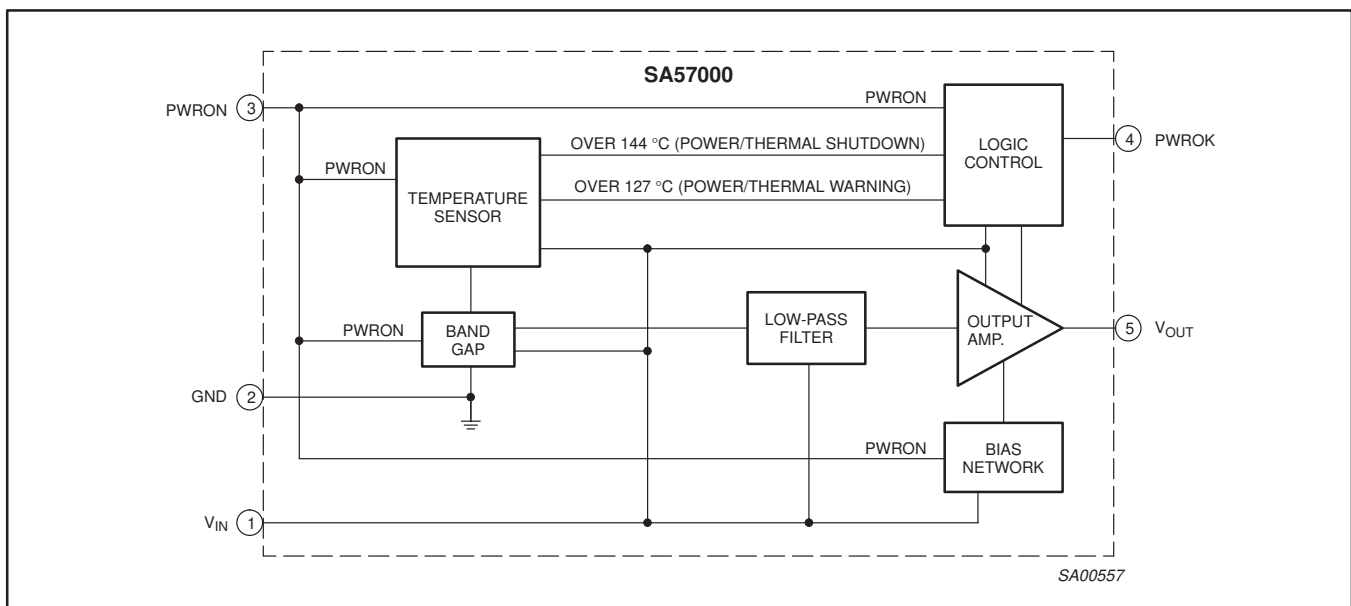 SA57000
PWRON 3
PWRON
OVER 144 °C (POWER/THERMAL SHUTDOWN)
LOGIC
CONTROL
4 PWROK
PWRON
TEMPERATURE
SENSOR
OVER 127 °C (POWER/THERMAL WARNING)
PWRON
BAND
GAP
LOW-PASS
FILTER
OUTPUT
AMP.
5 VOUT
GND 2
PWRON
BIAS
NETWORK
VIN 1
SA00557